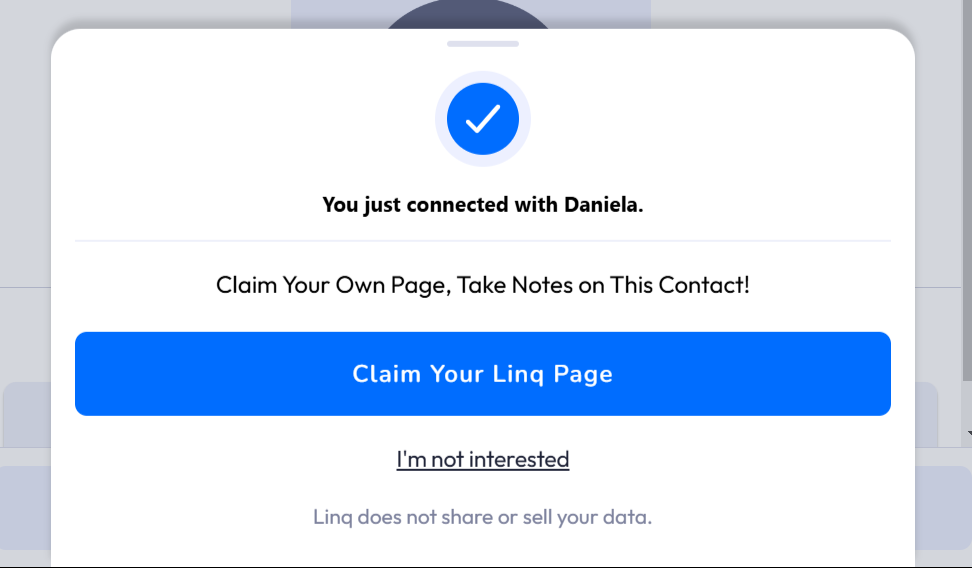 You just connected with Daniela.
Claim Your Own Page, Take Notes on This Contact!
Claim Your Linq Page
I'm not interested
Linq does not share or sell your data.